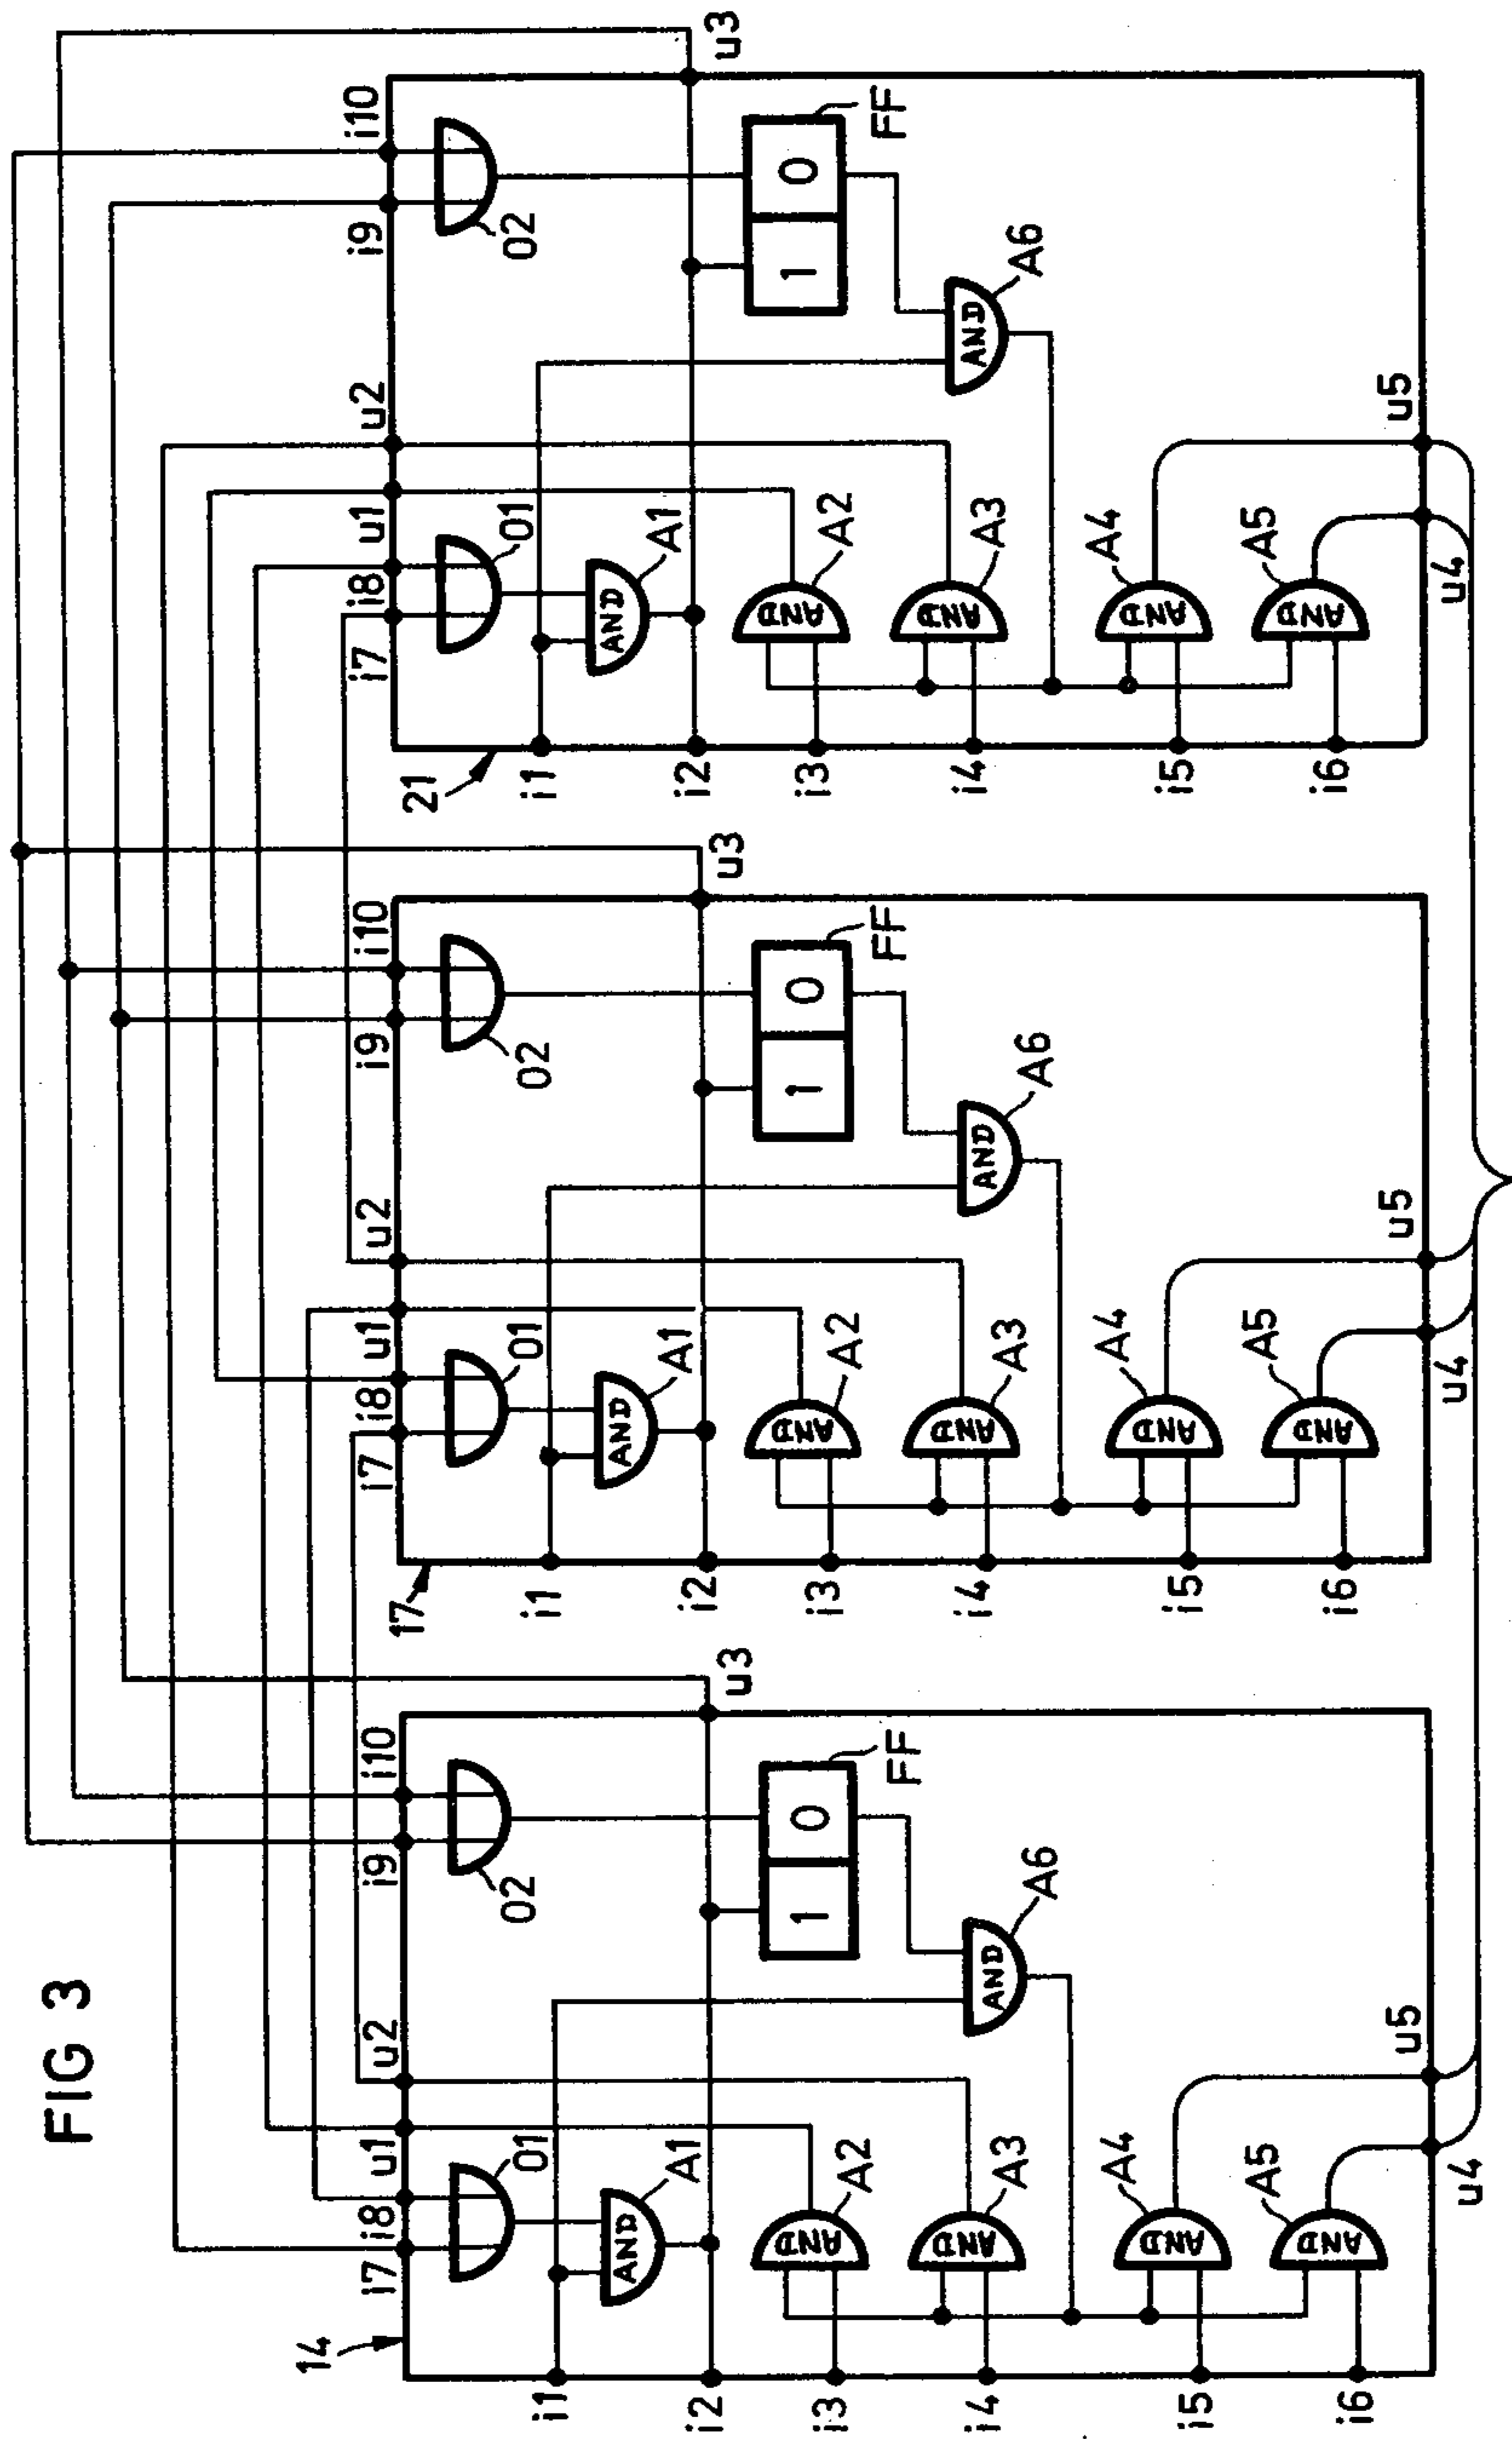 FIG 3
14
i7
i8
u1
u2
i9
i10
01
02
i1
A1
i2
u3
1
0
FF
i3
AND
AND
A2
i4
AND
A3
AND
A6
i5
AND
A4
i6
AND
A5
u4
u5
17
i7
i8
u1
u2
i9
i10
01
02
i1
A1
i2
u3
1
0
FF
i3
AND
AND
A2
i4
AND
A3
AND
A6
i5
AND
A4
i6
AND
A5
u4
u5
21
i7
i8
u1
u2
i9
i10
01
02
i1
A1
i2
u3
1
0
FF
i3
AND
AND
A2
i4
AND
A3
AND
A6
i5
AND
A4
i6
AND
A5
u4
u5